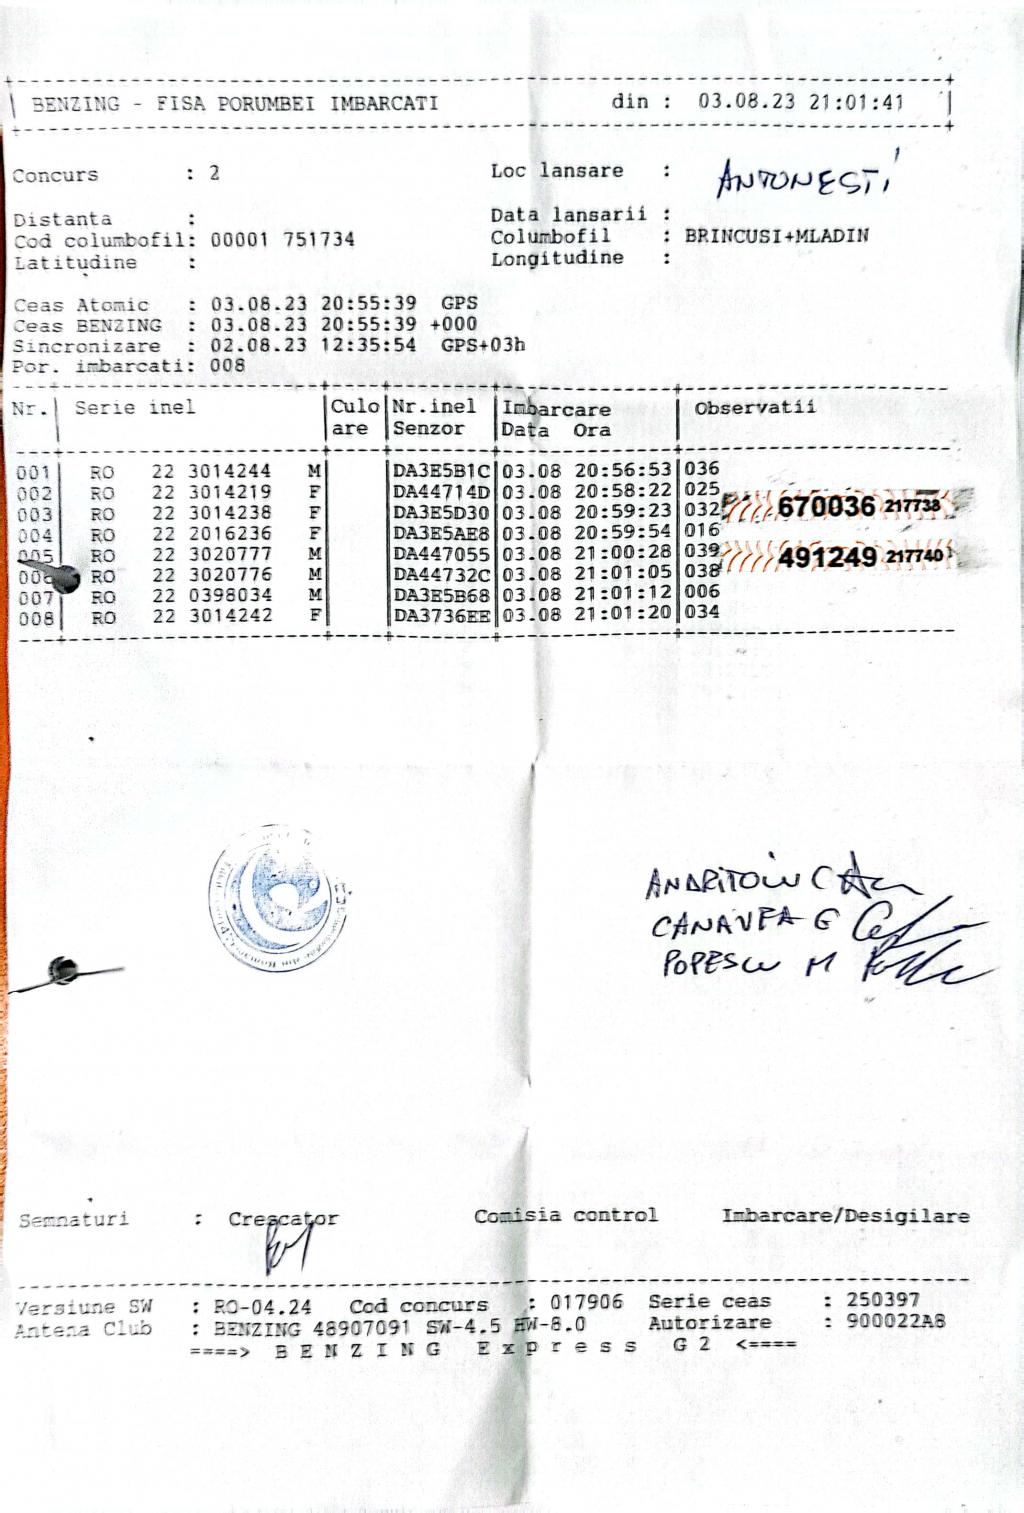 BENZING - FISA PORUMBEI IMBARCATI din : 03.08.23 21:01:41
Concurs : 2 Loc lansare : ANTONESTI
Distanta : Data lansarii :
Cod columbofil: 00001 751734 Columbofil : BRINCUSI+MLADIN
Latitudine : Longitudine :
Ceas Atomic : 03.08.23 20:55:39 GPS
Ceas BENZING : 03.08.23 20:55:39 +000
Sincronizare : 02.08.23 12:35:54 GPS+03h
Por. imbarcati: 008
Nr. Serie inel Culo Nr.inel Imbarcare Observatii
are Senzor Data Ora
001 RO 22 3014244 M DA3E5B1C 03.08 20:56:53 036
002 RO 22 3014219 F DA44714D 03.08 20:58:22 025
003 RO 22 3014238 F DA3E5D30 03.08 20:59:23 032 670036 217738
004 RO 22 2016236 F DA3E5AE8 03.08 20:59:54 016
005 RO 22 3020777 M DA447055 03.08 21:00:28 039 491249 217740
006 RO 22 3020776 M DA44732C 03.08 21:01:05 038
007 RO 22 0398034 M DA3E5B68 03.08 21:01:12 006
008 RO 22 3014242 F DA3736EE 03.08 21:01:20 034
CANAVEA G
POPESCU M
Semnaturi : Crescator Comisia control Imbarcare/Desigilare
Versiune SW : RO-04.24 Cod concurs : 017906 Serie ceas : 250397
Antena Club : BENZING 48907091 SW-4.5 HW-8.0 Autorizare : 900022A8
====> B E N Z I N G E x p r e s s G 2 <====